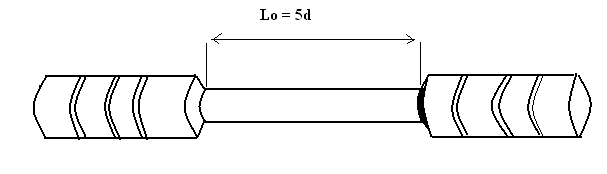 Lo = 5d